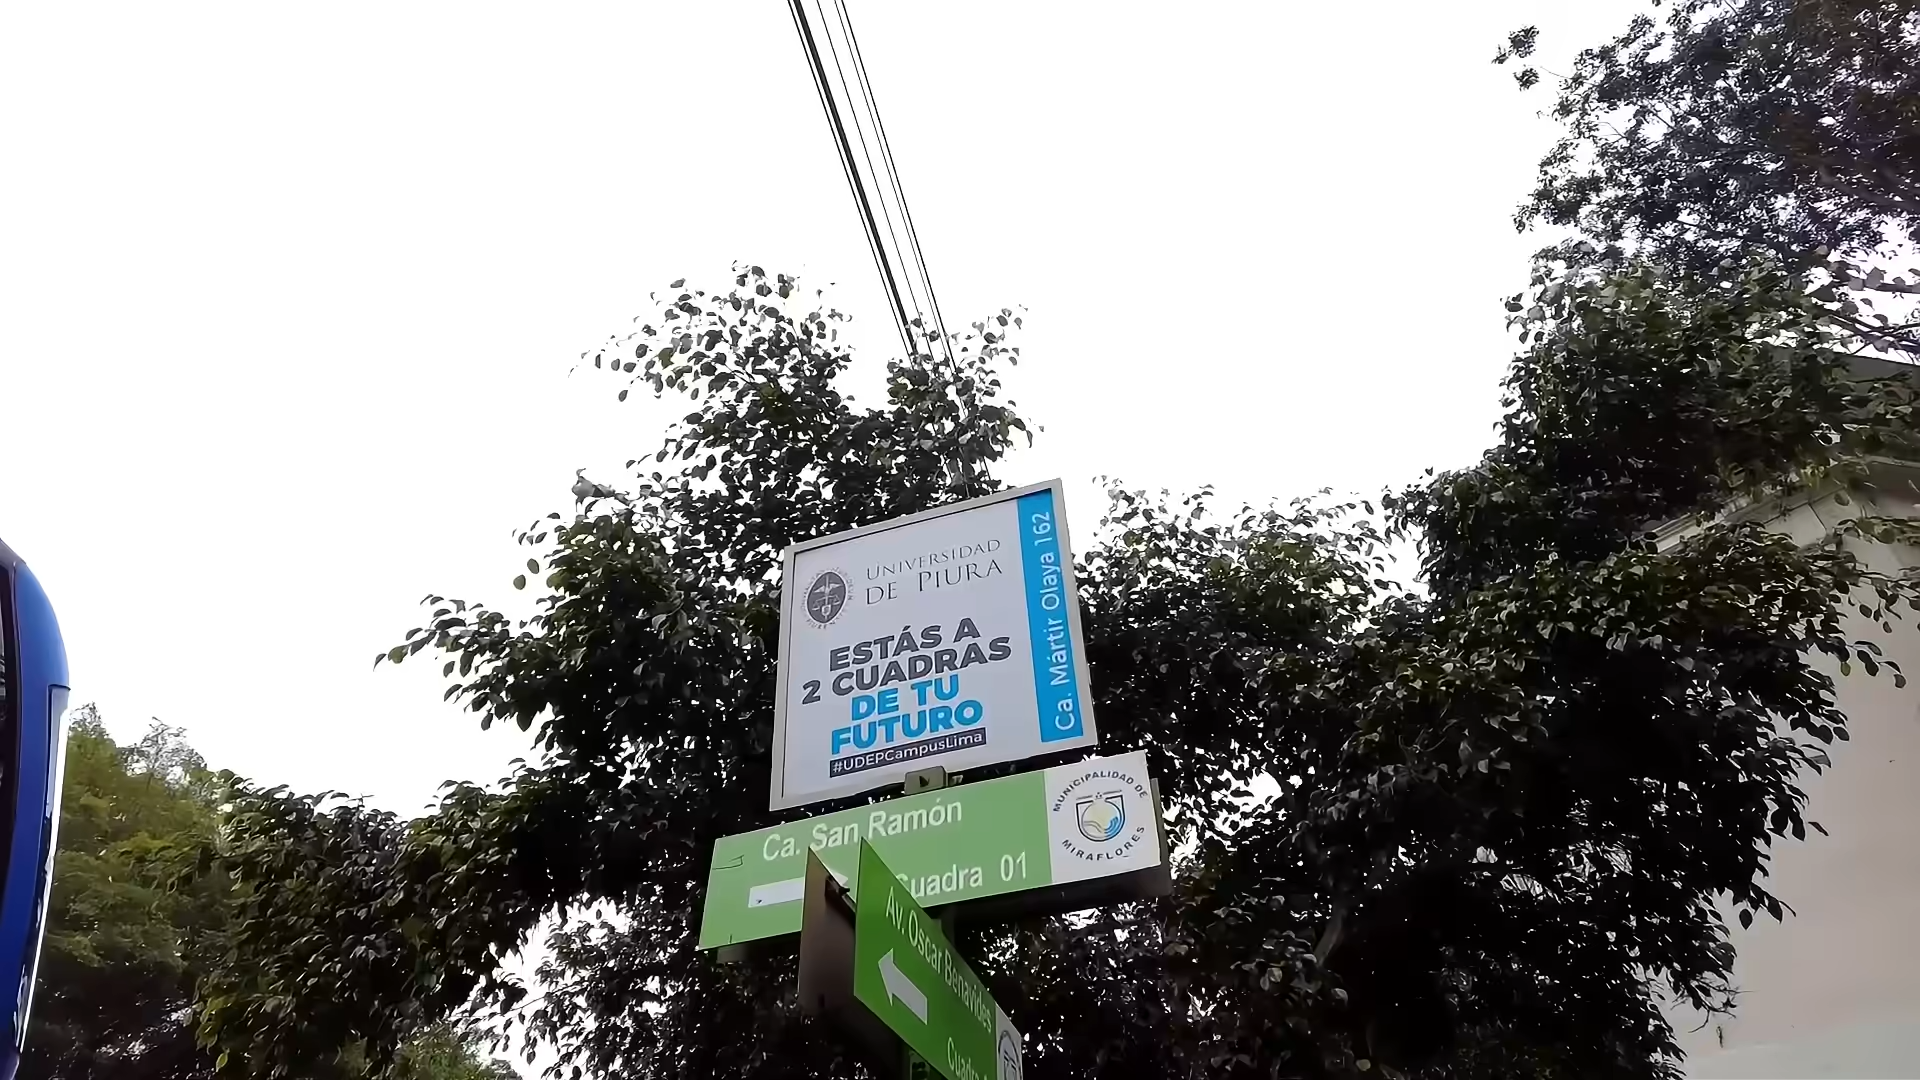 UNIVERSIDAD
DE PIURA
ESTÁS A
2 CUADRAS
DE TU
FUTURO
#UDEPCampusLima
Ca. Mártir Olaya 162
Ca. San Ramón
Cuadra 01
MUNICIPALIDAD DE
MIRAFLORES
Av. Oscar Benavides
Cuadra